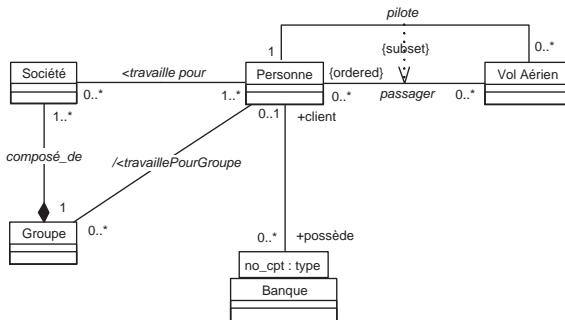 pilote
1
{subset}
0..*
Société
<travaille pour
Personne
{ordered}
Vol Aérien
0..*
1..*
0..*
passager
0..*
1..*
0..1
+client
composé_de
/<travaillePourGroupe
1
Groupe
0..*
0..*
+possède
no_cpt : type
Banque